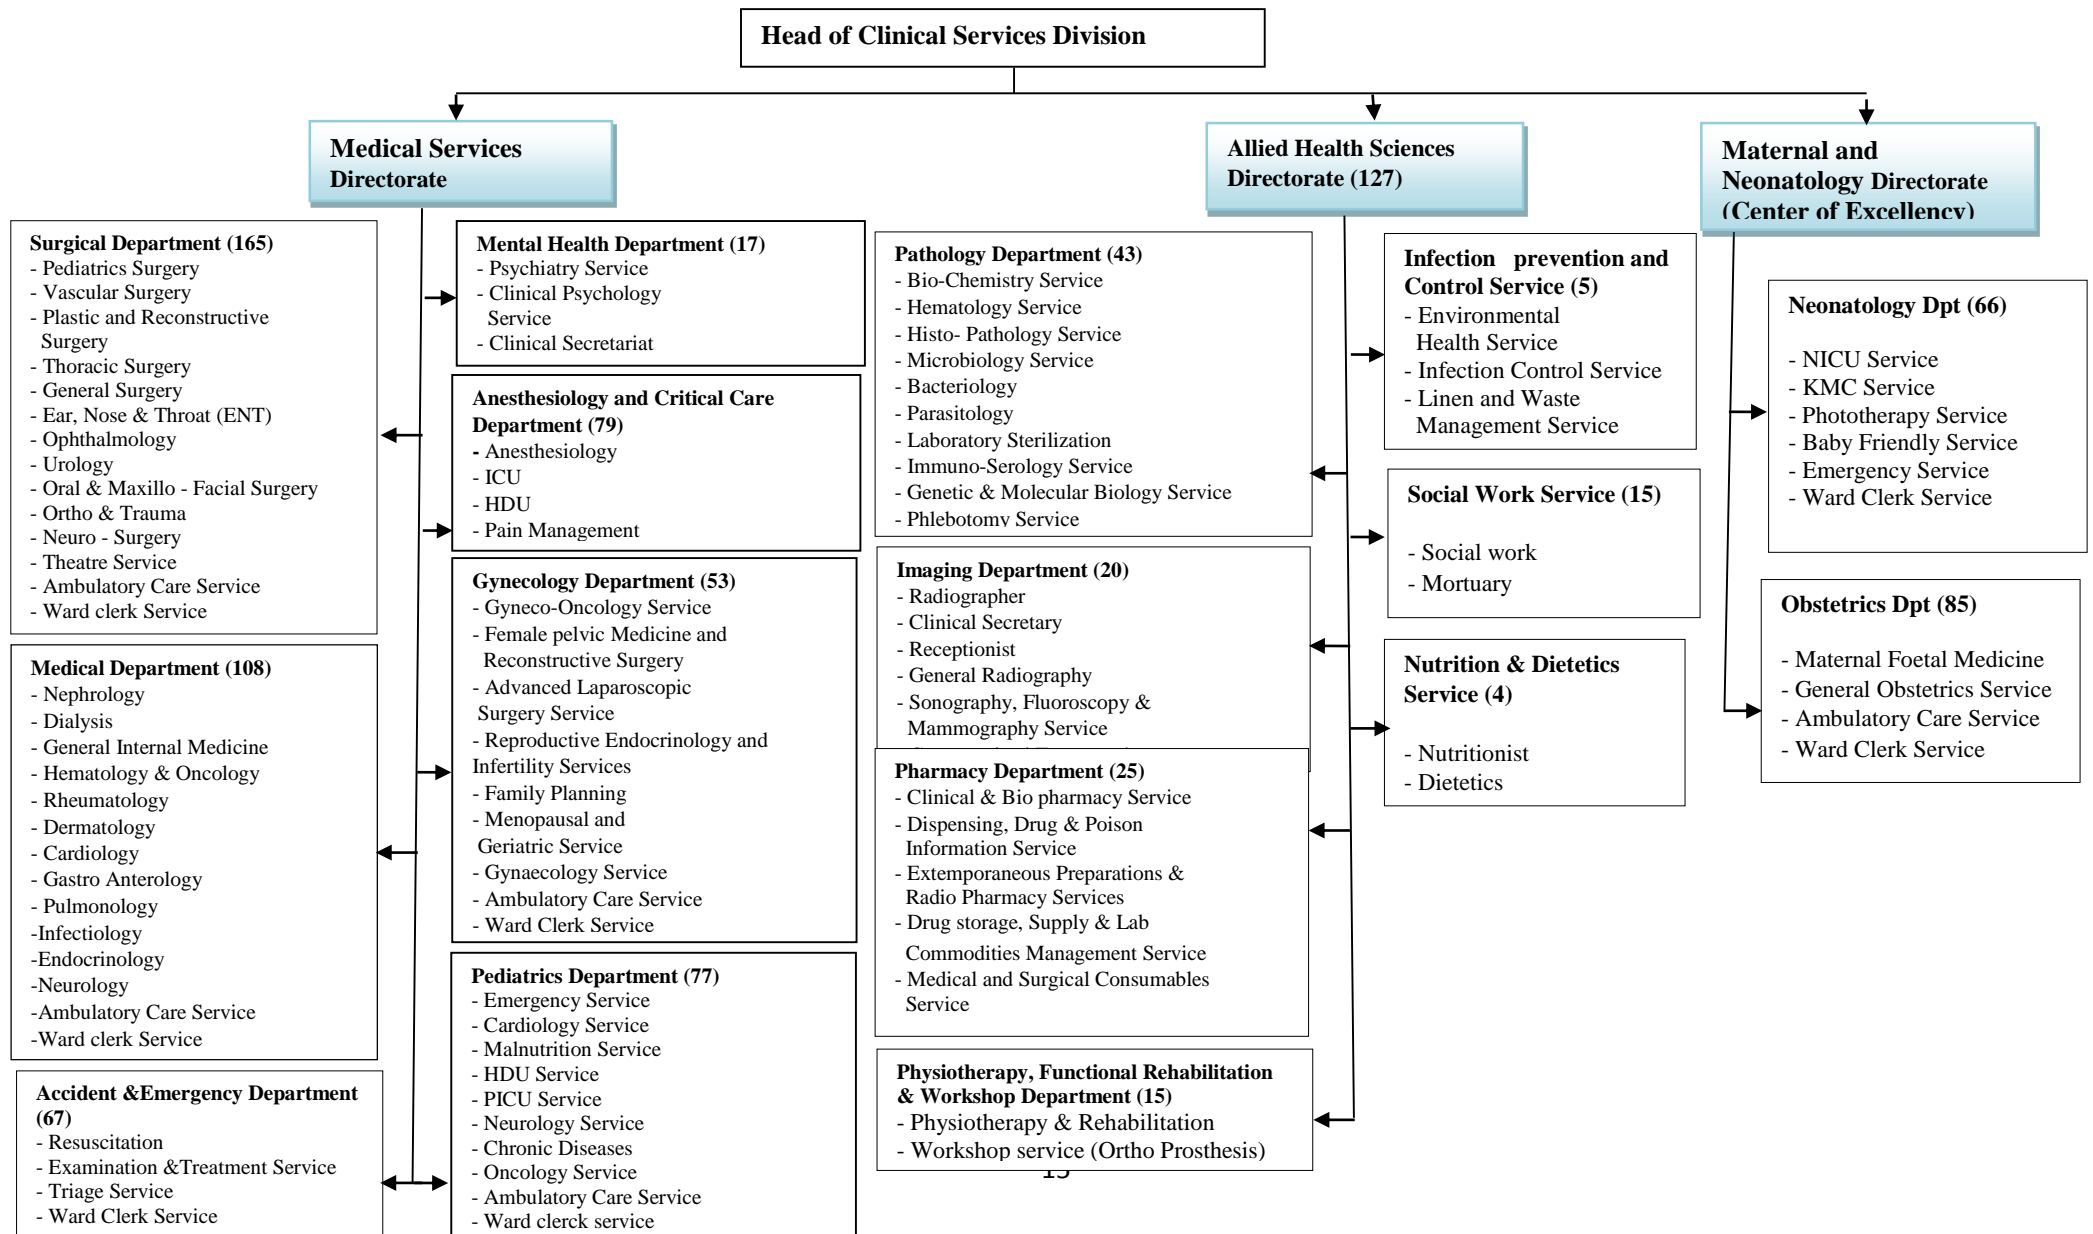 Head of Clinical Services Division
Medical Services
Directorate
Allied Health Sciences
Directorate (127)
Maternal and
Neonatology Directorate
(Center of Excellency)
Surgical Department (165)
- Pediatrics Surgery
- Vascular Surgery
- Plastic and Reconstructive
Surgery
- Thoracic Surgery
- General Surgery
- Ear, Nose & Throat (ENT)
- Ophthalmology
- Urology
- Oral & Maxillo - Facial Surgery
- Ortho & Trauma
- Neuro - Surgery
- Theatre Service
- Ambulatory Care Service
- Ward clerk Service
Medical Department (108)
- Nephrology
- Dialysis
- General Internal Medicine
- Hematology & Oncology
- Rheumatology
- Dermatology
- Cardiology
- Gastro Anterology
- Pulmonology
-Infectiology
-Endocrinology
-Neurology
-Ambulatory Care Service
-Ward clerk Service
Accident &Emergency Department
(67)
- Resuscitation
- Examination &Treatment Service
- Triage Service
- Ward Clerk Service
Mental Health Department (17)
- Psychiatry Service
- Clinical Psychology
Service
- Clinical Secretariat
Anesthesiology and Critical Care
Department (79)
- Anesthesiology
- ICU
- HDU
- Pain Management
Gynecology Department (53)
- Gyneco-Oncology Service
- Female pelvic Medicine and
Reconstructive Surgery
- Advanced Laparoscopic
Surgery Service
- Reproductive Endocrinology and
Infertility Services
- Family Planning
- Menopausal and
Geriatric Service
- Gynaecology Service
- Ambulatory Care Service
- Ward Clerk Service
Pediatrics Department (77)
- Emergency Service
- Cardiology Service
- Malnutrition Service
- HDU Service
- PICU Service
- Neurology Service
- Chronic Diseases
- Oncology Service
- Ambulatory Care Service
- Ward clerck service
Pathology Department (43)
- Bio-Chemistry Service
- Hematology Service
- Histo- Pathology Service
- Microbiology Service
- Bacteriology
- Parasitology
- Laboratory Sterilization
- Immuno-Serology Service
- Genetic & Molecular Biology Service
- Phlebotomy Service
Imaging Department (20)
- Radiographer
- Clinical Secretary
- Receptionist
- General Radiography
- Sonography, Fluoroscopy &
Mammography Service
Pharmacy Department (25)
- Clinical & Bio pharmacy Service
- Dispensing, Drug & Poison
Information Service
- Extemporaneous Preparations &
Radio Pharmacy Services
- Drug storage, Supply & Lab
Commodities Management Service
- Medical and Surgical Consumables
Service
Physiotherapy, Functional Rehabilitation
& Workshop Department (15)
- Physiotherapy & Rehabilitation
- Workshop service (Ortho Prosthesis)
Infection prevention and
Control Service (5)
- Environmental
Health Service
- Infection Control Service
- Linen and Waste
Management Service
Social Work Service (15)
- Social work
- Mortuary
Nutrition & Dietetics
Service (4)
- Nutritionist
- Dietetics
Neonatology Dpt (66)
- NICU Service
- KMC Service
- Phototherapy Service
- Baby Friendly Service
- Emergency Service
- Ward Clerk Service
Obstetrics Dpt (85)
- Maternal Foetal Medicine
- General Obstetrics Service
- Ambulatory Care Service
- Ward Clerk Service